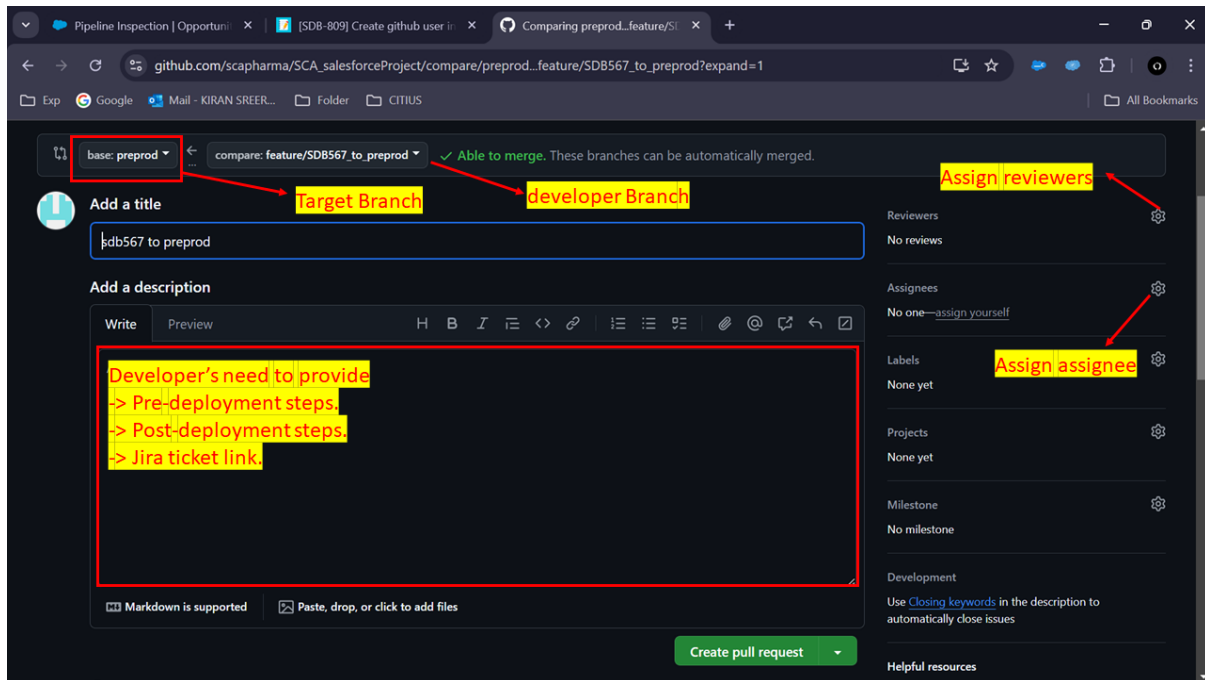 Pipeline Inspection | Opportuni
[SDB-809] Create github user in
Comparing preprod...feature/SD
github.com/scapharma/SCA_salesforceProject/compare/preprod...feature/SDB567_to_preprod?expand=1
Exp
Google
Mail - KIRAN SREER...
Folder
CITIUS
All Bookmarks
base: preprod
...
compare: feature/SDB567_to_preprod
Able to merge. These branches can be automatically merged.
Target Branch
developer Branch
Assign reviewers
Add a title
sdb567 to preprod
Reviewers
No reviews
Add a description
Assignees
No one—assign yourself
Write
Preview
H B I
Developer's need to provide
-> Pre-deployment steps.
-> Post-deployment steps.
-> Jira ticket link.
Labels
Assign assignee
None yet
Projects
None yet
Milestone
No milestone
Development
Use Closing keywords in the description to
automatically close issues
Markdown is supported
Paste, drop, or click to add files
Create pull request
Helpful resources